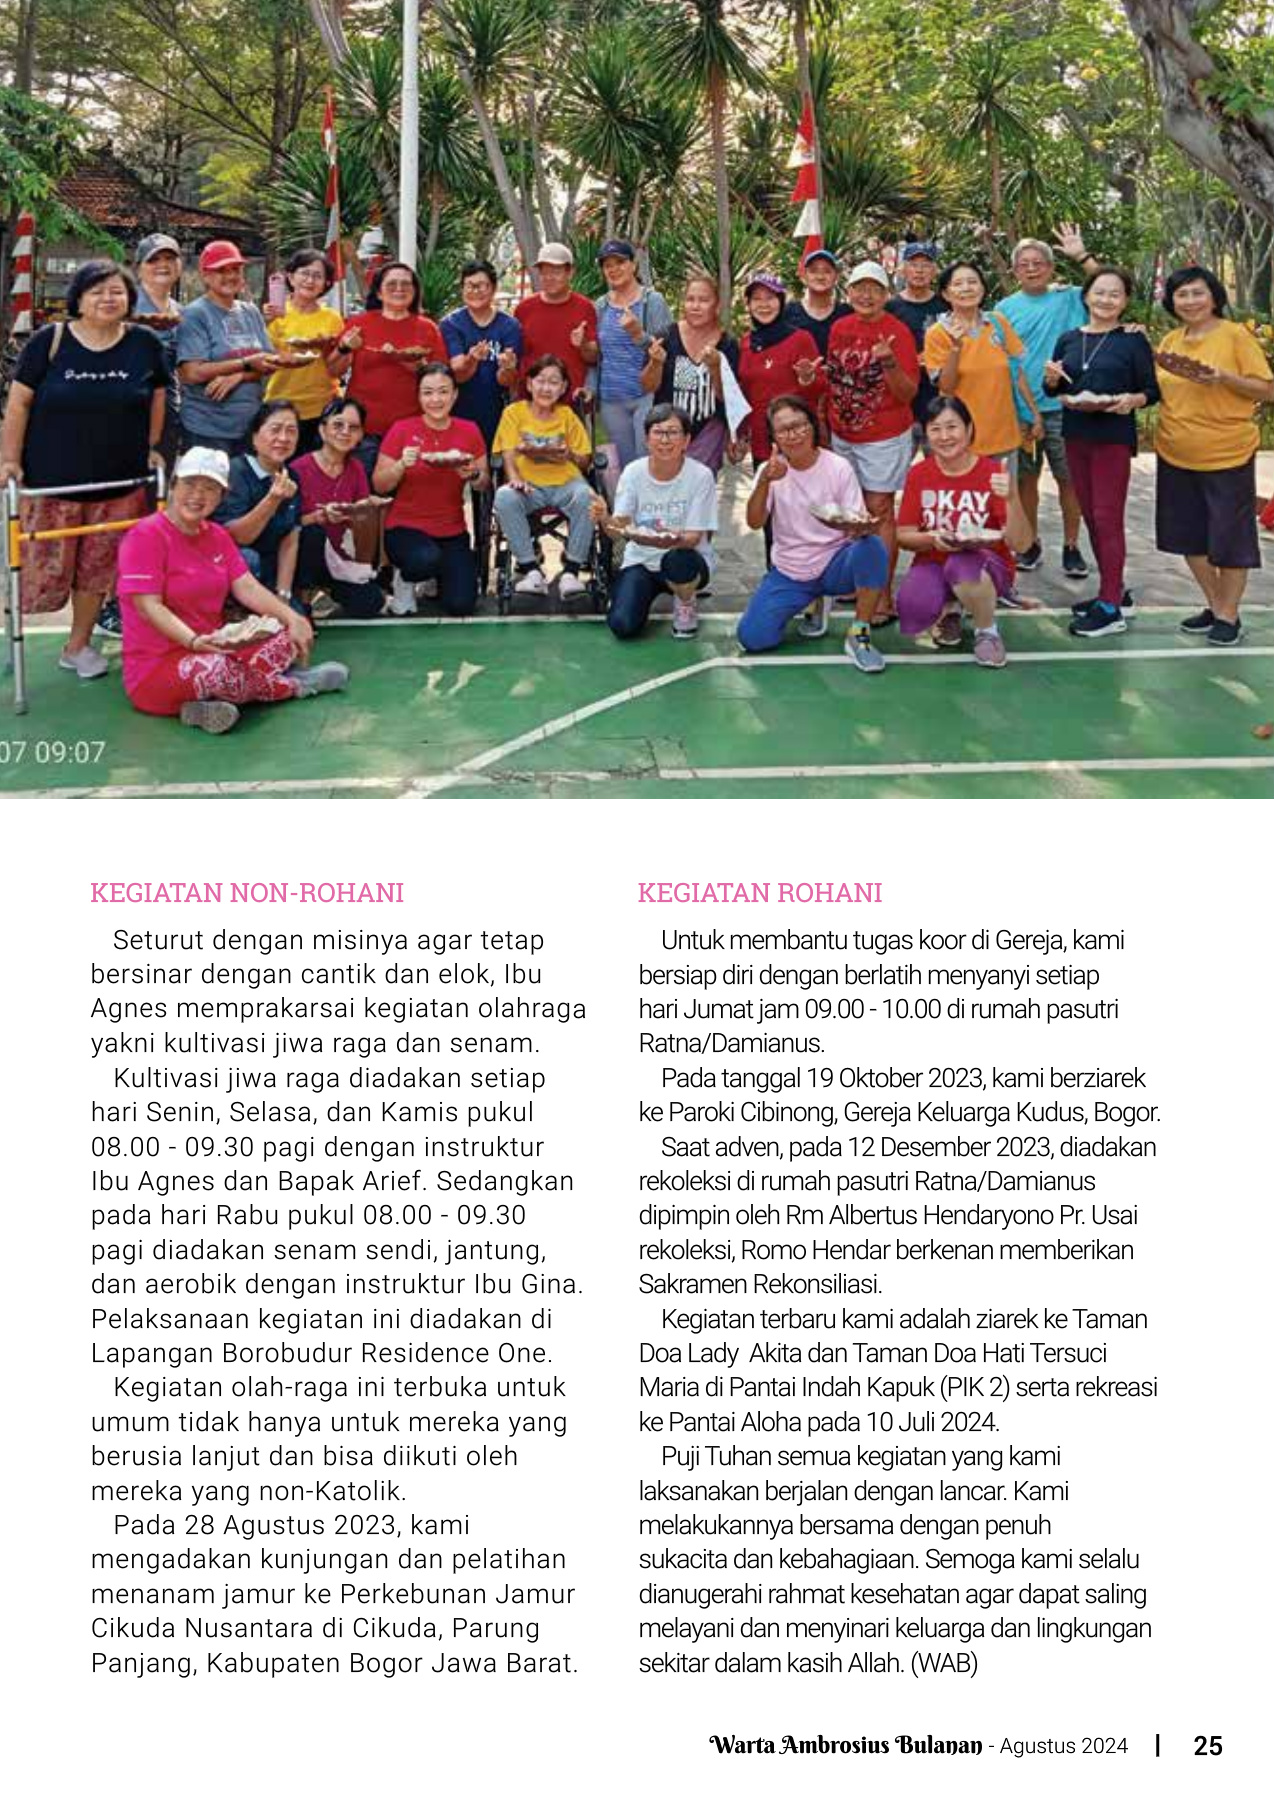 OKAY
OKAY
07 09:07
KEGIATAN NON-ROHANI
Seturut dengan misinya agar tetap
bersinar dengan cantik dan elok, Ibu
Agnes memprakarsai kegiatan olahraga
yakni kultivasi jiwa raga dan senam.
Kultivasi jiwa raga diadakan setiap
hari Senin, Selasa, dan Kamis pukul
08.00 - 09.30 pagi dengan instruktur
Ibu Agnes dan Bapak Arief. Sedangkan
pada hari Rabu pukul 08.00 - 09.30
pagi diadakan senam sendi, jantung,
dan aerobik dengan instruktur Ibu Gina.
Pelaksanaan kegiatan ini diadakan di
Lapangan Borobudur Residence One.
Kegiatan olah-raga ini terbuka untuk
umum tidak hanya untuk mereka yang
berusia lanjut dan bisa diikuti oleh
mereka yang non-Katolik.
Pada 28 Agustus 2023, kami
mengadakan kunjungan dan pelatihan
menanam jamur ke Perkebunan Jamur
Cikuda Nusantara di Cikuda, Parung
Panjang, Kabupaten Bogor Jawa Barat.
KEGIATAN ROHANI
Untuk membantu tugas koor di Gereja, kami
bersiap diri dengan berlatih menyanyi setiap
hari Jumat jam 09.00 - 10.00 di rumah pasutri
Ratna/Damianus.
Pada tanggal 19 Oktober 2023, kami berziarek
ke Paroki Cibinong, Gereja Keluarga Kudus, Bogor.
Saat adven, pada 12 Desember 2023, diadakan
rekoleksi di rumah pasutri Ratna/Damianus
dipimpin oleh Rm Albertus Hendaryono Pr. Usai
rekoleksi, Romo Hendar berkenan memberikan
Sakramen Rekonsiliasi.
Kegiatan terbaru kami adalah ziarek ke Taman
Doa Lady Akita dan Taman Doa Hati Tersuci
Maria di Pantai Indah Kapuk (PIK 2) serta rekreasi
ke Pantai Aloha pada 10 Juli 2024.
Puji Tuhan semua kegiatan yang kami
laksanakan berjalan dengan lancar. Kami
melakukannya bersama dengan penuh
sukacita dan kebahagiaan. Semoga kami selalu
dianugerahi rahmat kesehatan agar dapat saling
melayani dan menyinari keluarga dan lingkungan
sekitar dalam kasih Allah. (WAB)
Warta Ambrosius Bulanan - Agustus 2024 | 25